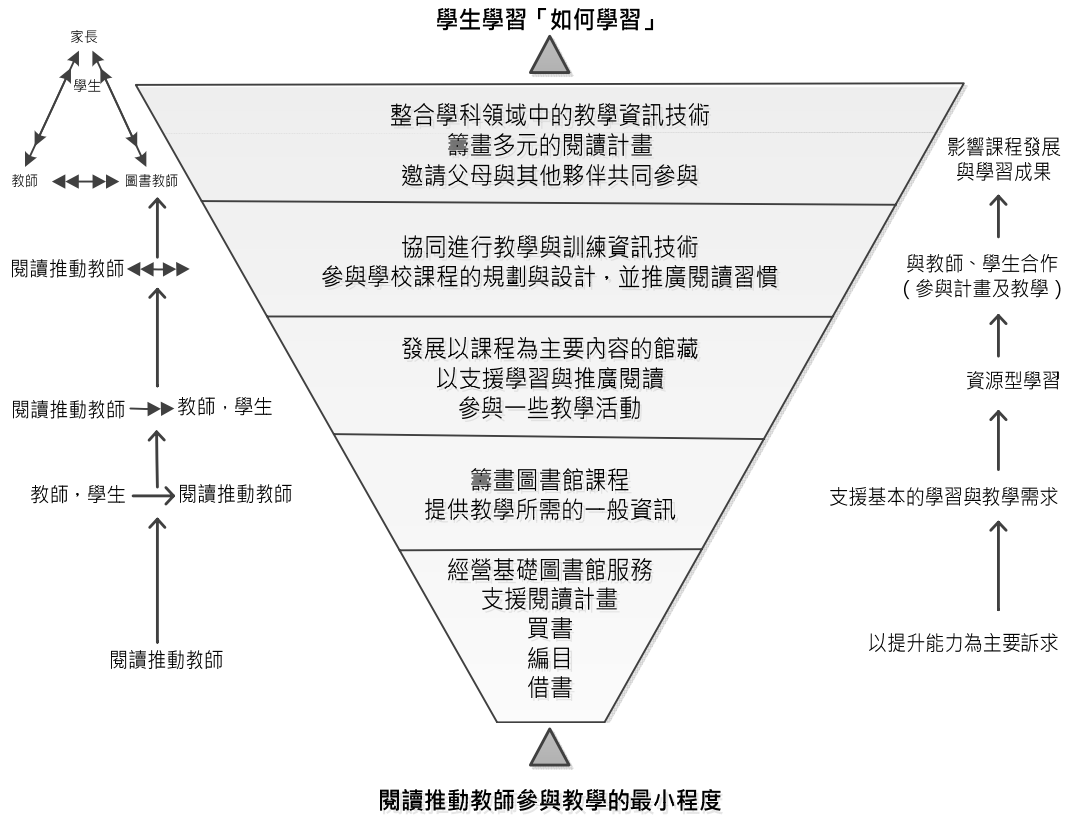 學生學習「如何學習」
家長
學生
教師
圖書教師
閱讀推動教師
閱讀推動教師
教師，學生
教師，學生
閱讀推動教師
閱讀推動教師
整合學科領域中的教學資訊技術
籌畫多元的閱讀計畫
邀請父母與其他夥伴共同參與
協同進行教學與訓練資訊技術
參與學校課程的規劃與設計，並推廣閱讀習慣
發展以課程為主要內容的館藏
以支援學習與推廣閱讀
參與一些教學活動
籌畫圖書館課程
提供教學所需的一般資訊
經營基礎圖書館服務
支援閱讀計畫
買書
編目
借書
影響課程發展
與學習成果
與教師、學生合作
(參與計畫及教學)
資源型學習
支援基本的學習與教學需求
以提升能力為主要訴求
閱讀推動教師參與教學的最小程度